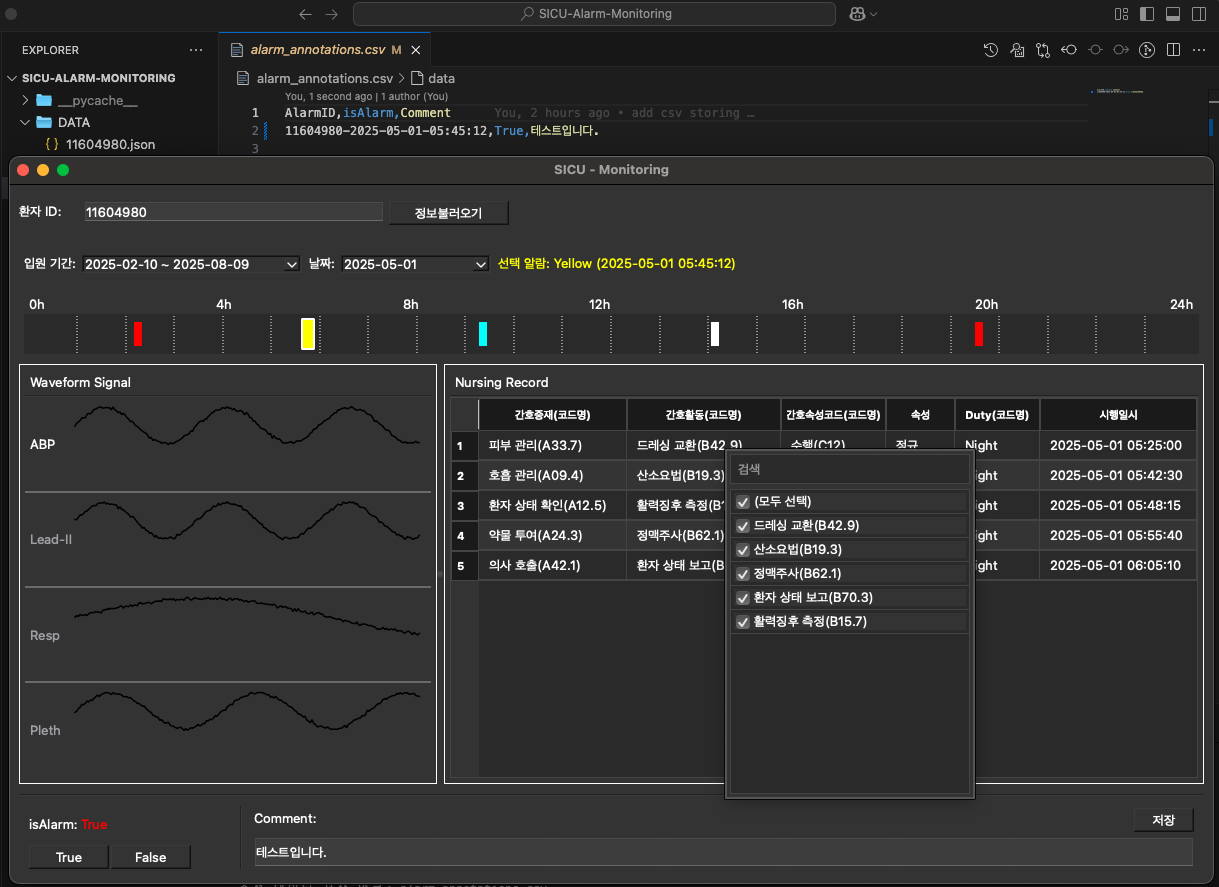 SICU-Alarm-Monitoring
EXPLORER
alarm_annotations.csv M
SICU-ALARM-MONITORING
alarm_annotations.csv > data
__pycache__
You, 1 second ago | 1 author (You)
DATA
1 AlarmID,isAlarm,Comment You, 2 hours ago • add csv storing …
11604980.json
2 11604980-2025-05-01-05:45:12,True,테스트입니다.
3
SICU - Monitoring
환자 ID: 11604980 정보불러오기
입원 기간: 2025-02-10 ~ 2025-08-09 날짜: 2025-05-01 선택 알람: Yellow (2025-05-01 05:45:12)
0h 4h 8h 12h 16h 20h 24h
Waveform Signal
ABP
Lead-II
Resp
Pleth
Nursing Record
간호중재(코드명) 간호활동(코드명) 간호속성코드(코드명) 속성 Duty(코드명) 시행일시
1 피부 관리(A33.7) 드레싱 교환(B42.9) 수행(C12) 정규 Night 2025-05-01 05:25:00
2 호흡 관리(A09.4) 산소요법(B19.3) ight 2025-05-01 05:42:30
3 환자 상태 확인(A12.5) 활력징후 측정(B1 ight 2025-05-01 05:48:15
4 약물 투여(A24.3) 정맥주사(B62.1) ight 2025-05-01 05:55:40
5 의사 호출(A42.1) 환자 상태 보고(B ight 2025-05-01 06:05:10
검색
(모두 선택)
드레싱 교환(B42.9)
산소요법(B19.3)
정맥주사(B62.1)
환자 상태 보고(B70.3)
활력징후 측정(B15.7)
isAlarm: True
True False
Comment:
저장
테스트입니다.